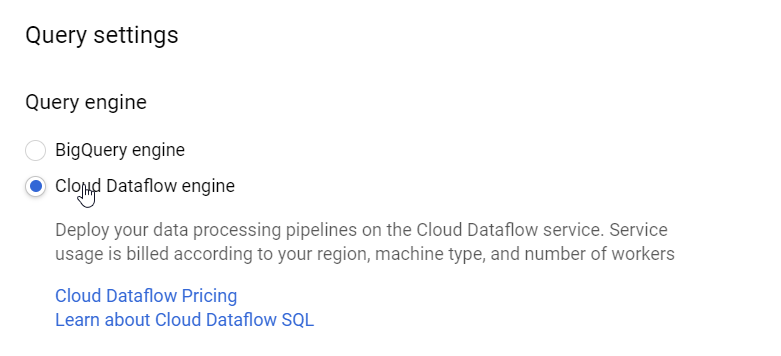 Query settings
Query engine
BigQuery engine
Cloud Dataflow engine
Deploy your data processing pipelines on the Cloud Dataflow service. Service
usage is billed according to your region, machine type, and number of workers
Cloud Dataflow Pricing
Learn about Cloud Dataflow SQL